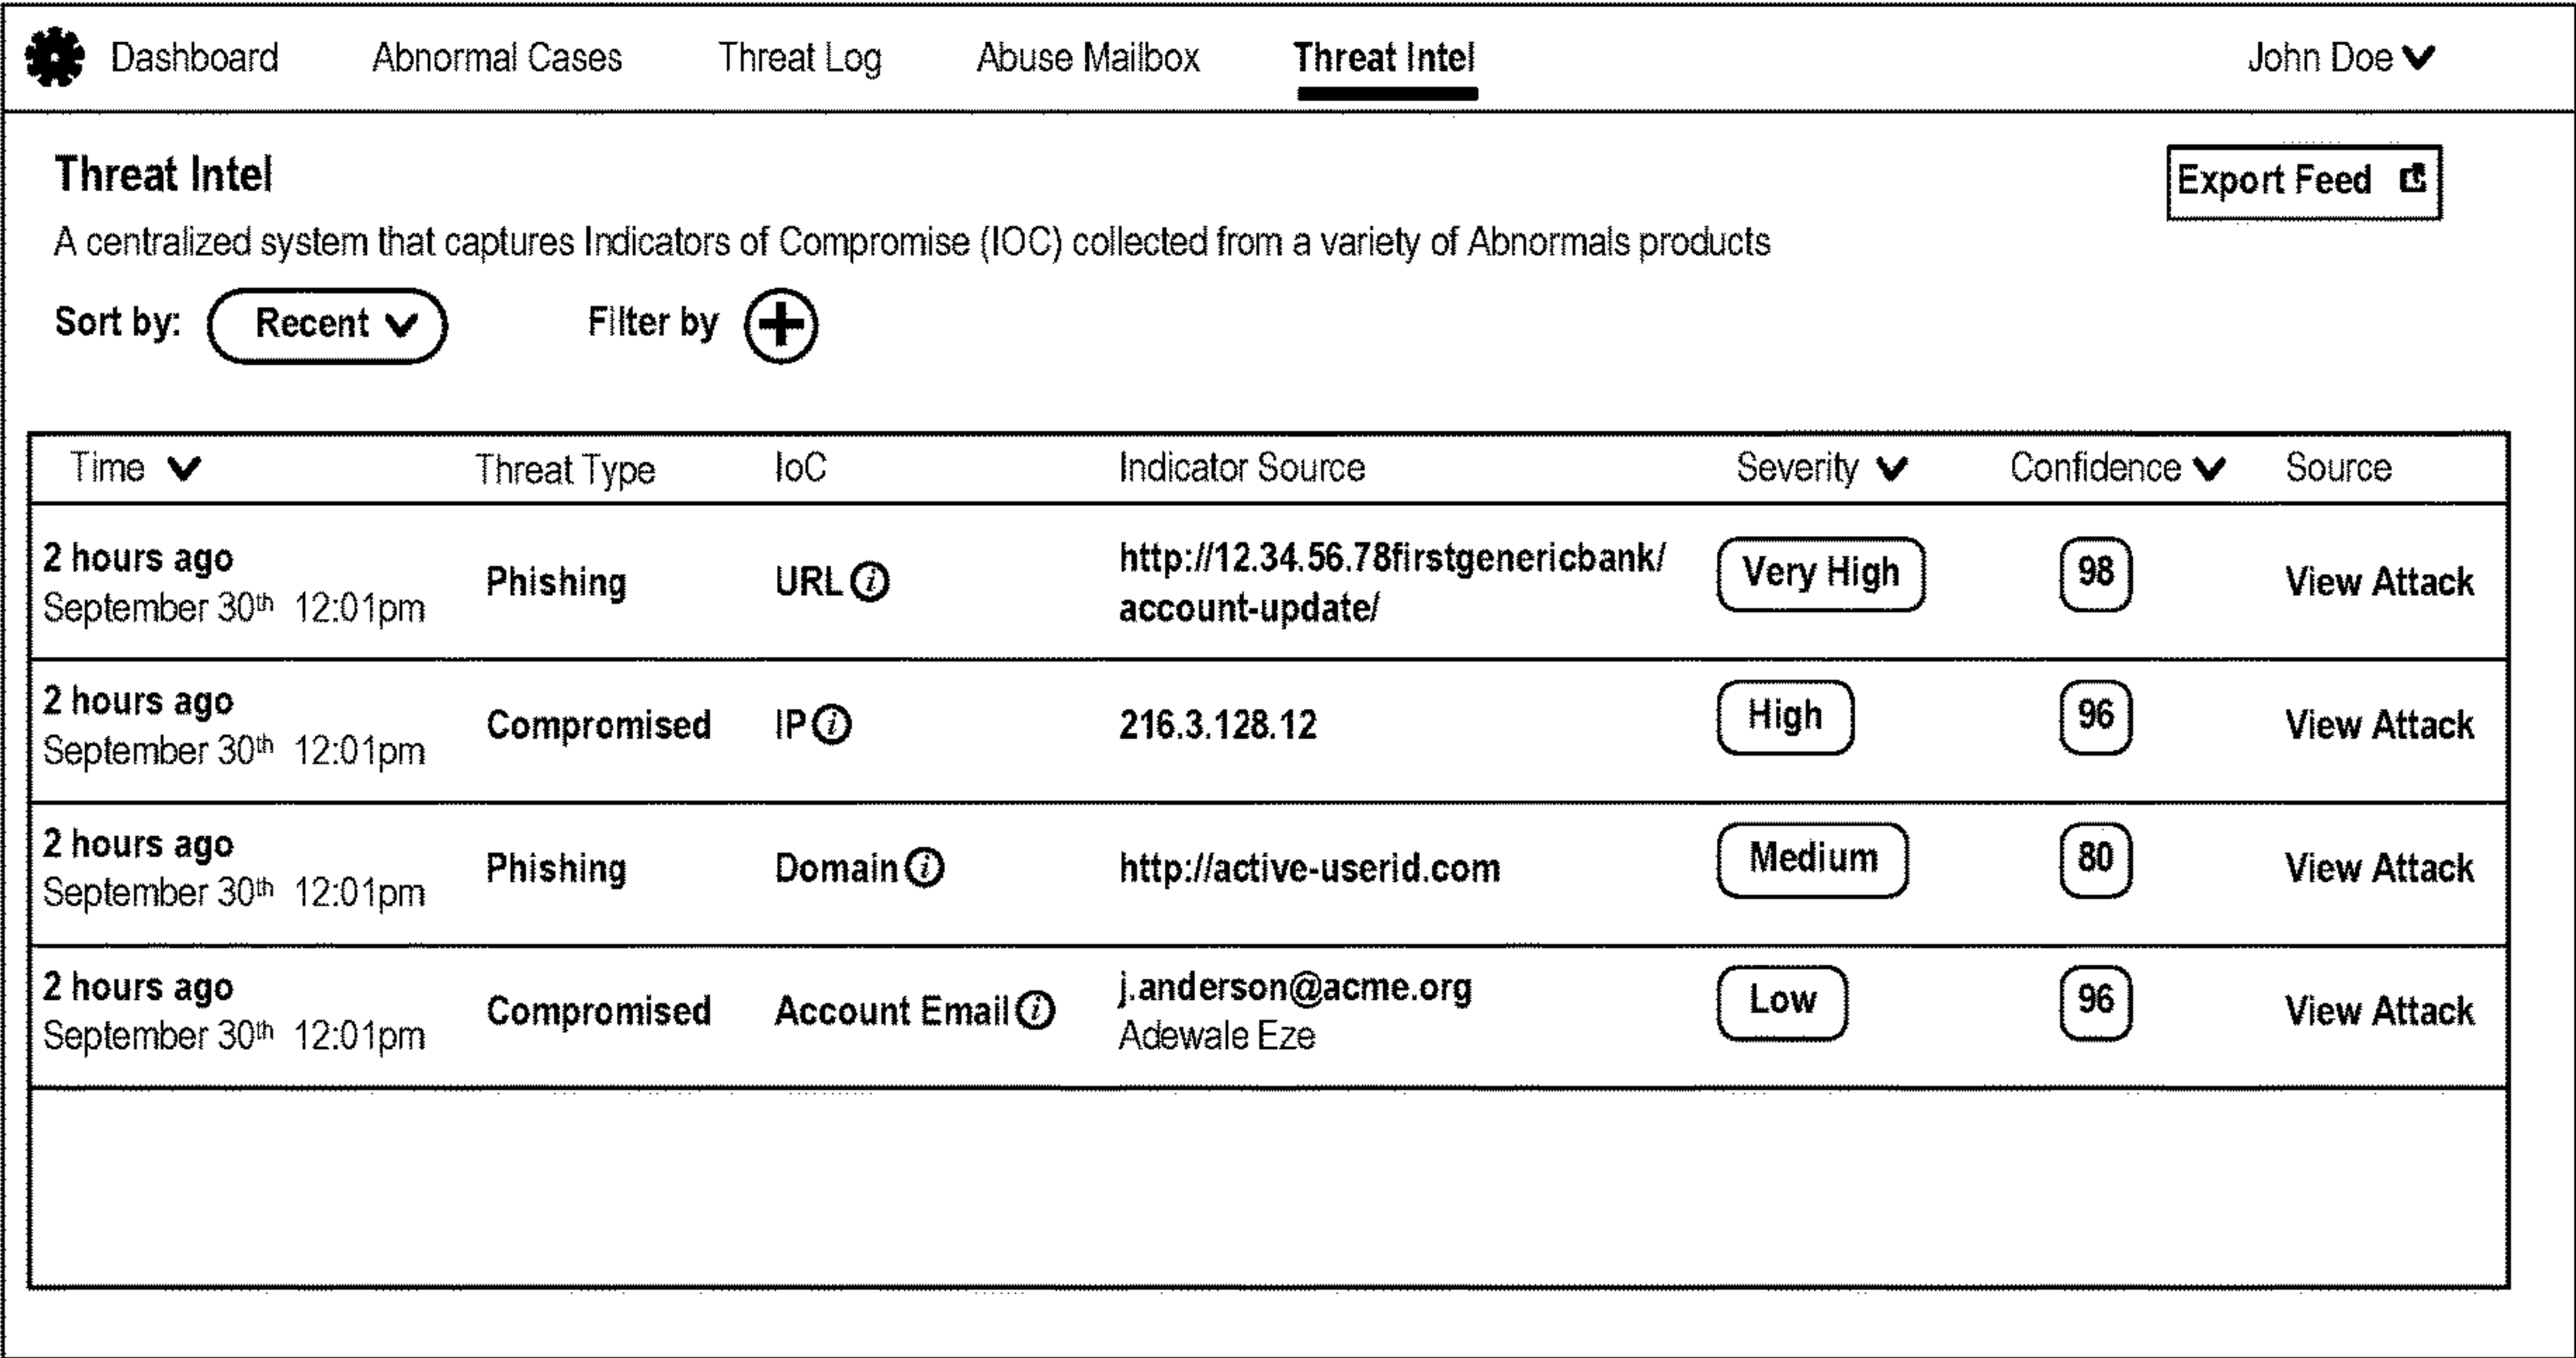 Dashboard Abnormal Cases Threat Log Abuse Mailbox Threat Intel John Doe
Threat Intel
Export Feed
A centralized system that captures Indicators of Compromise (IOC) collected from a variety of Abnormals products
Sort by: Recent Filter by
Time Threat Type IoC Indicator Source Severity Confidence Source
2 hours ago
September 30th 12:01pm
Phishing
URL
http://12.34.56.78firstgenericbank/
account-update/
Very High
98
View Attack
2 hours ago
September 30th 12:01pm
Compromised
IP
216.3.128.12
High
96
View Attack
2 hours ago
September 30th 12:01pm
Phishing
Domain
http://active-userid.com
Medium
80
View Attack
2 hours ago
September 30th 12:01pm
Compromised
Account Email
j.anderson@acme.org
Adewale Eze
Low
96
View Attack